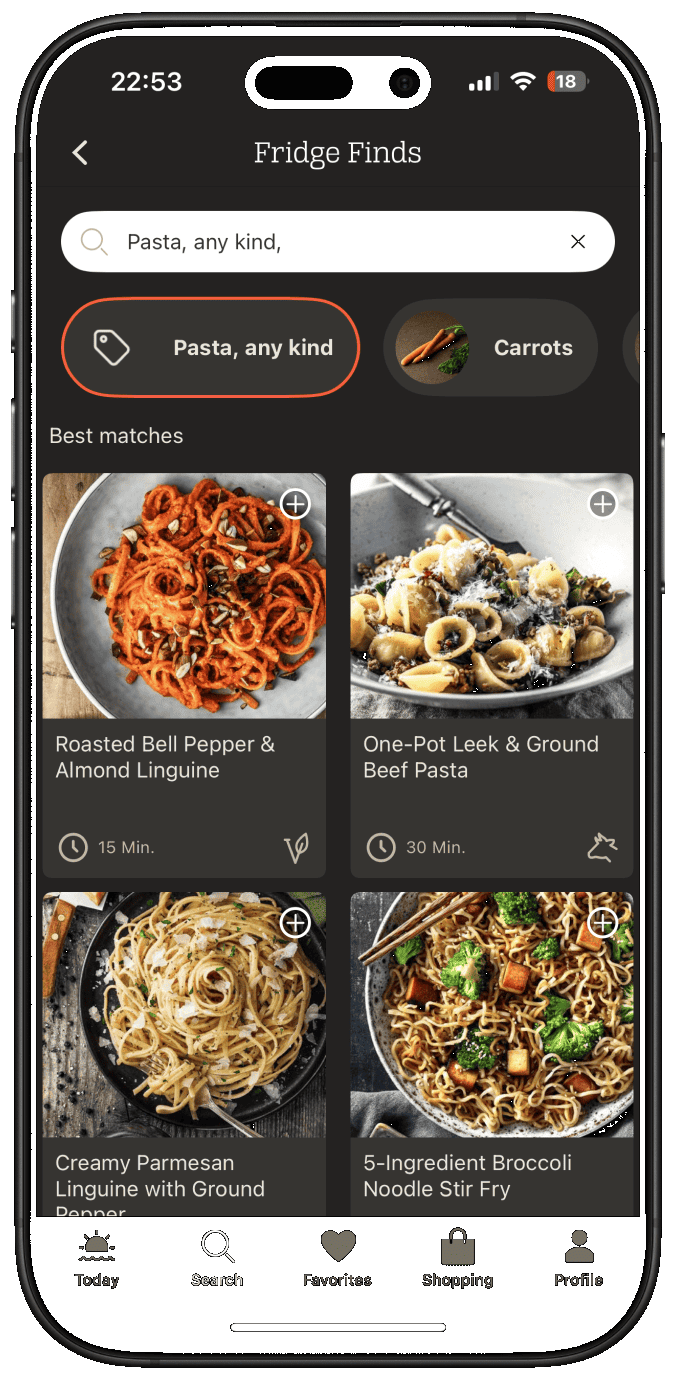 22:53
18
Fridge Finds
Pasta, any kind,
Pasta, any kind
Carrots
Best matches
Roasted Bell Pepper &
Almond Linguine
15 Min.
One-Pot Leek & Ground
Beef Pasta
30 Min.
Creamy Parmesan
Linguine with Ground
Pepper
5-Ingredient Broccoli
Noodle Stir Fry
Today
Search
Favorites
Shopping
Profile